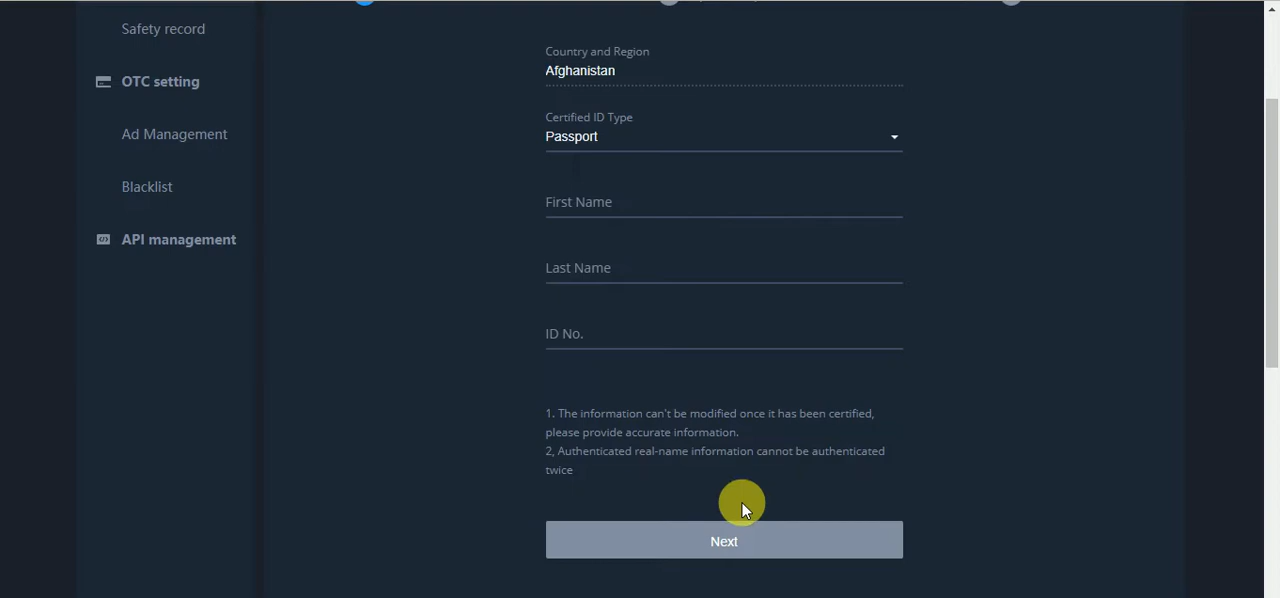 Safety record
OTC setting
Ad Management
Blacklist
API management
Country and Region
Afghanistan
Certified ID Type
Passport
First Name
Last Name
ID No.
1. The information can't be modified once it has been certified,
please provide accurate information.
2, Authenticated real-name information cannot be authenticated
twice
Next